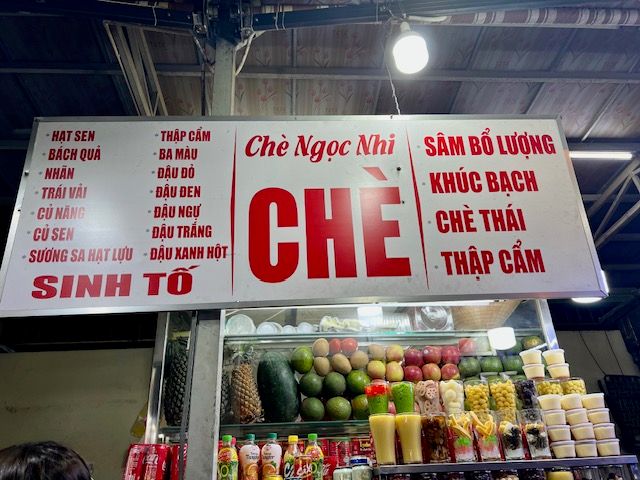 HẠT SEN
BÁCH QUẢ
NHÃN
TRÁI VẢI
CỦ NĂNG
CỦ SEN
SƯƠNG SA HẠT LỰU
THẬP CẨM
BA MÀU
ĐẬU ĐỎ
ĐẬU ĐEN
ĐẬU NGỰ
ĐẬU TRẮNG
ĐẬU XANH HỘT
SINH TỐ
Chè Ngọc Nhi
CHÈ
SÂM BỔ LƯỢNG
KHÚC BẠCH
CHÈ THÁI
THẬP CẨM